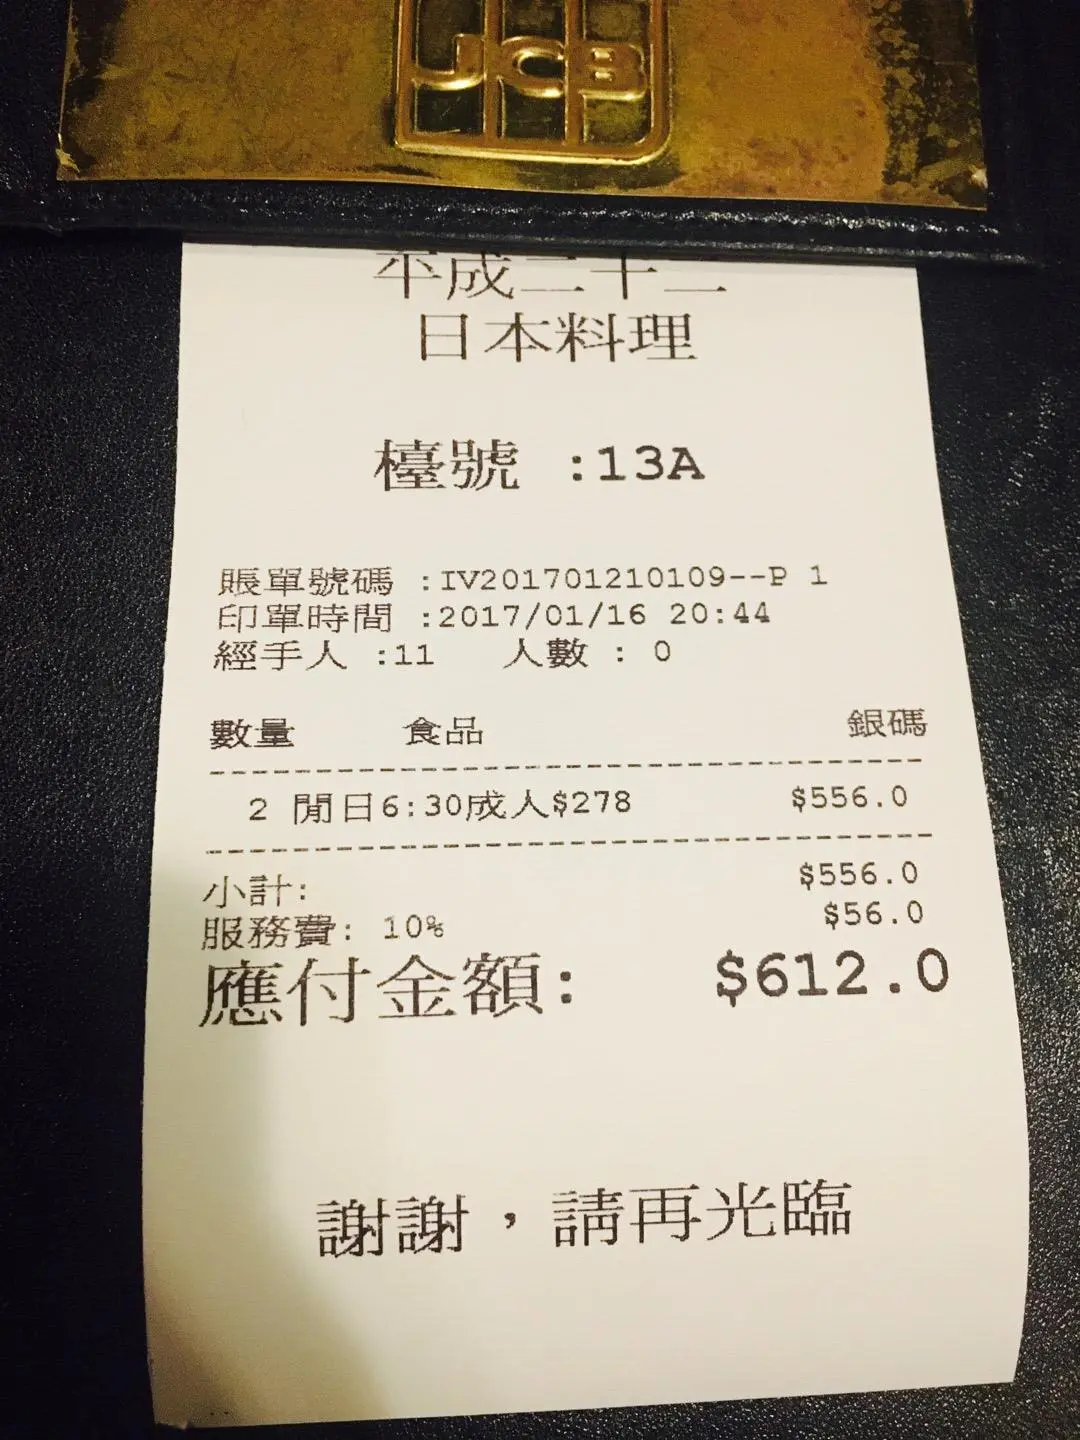 JCB
平成二十二
日本料理
檯號 :13A
賬單號碼 :IV201701210109--P 1
印單時間 :2017/01/16 20:44
經手人 :11 人數 : 0
數量 食品 銀碼
2 閒日6:30成人$278 $556.0
小計: $556.0
服務費: 10% $56.0
應付金額: $612.0
謝謝，請再光臨